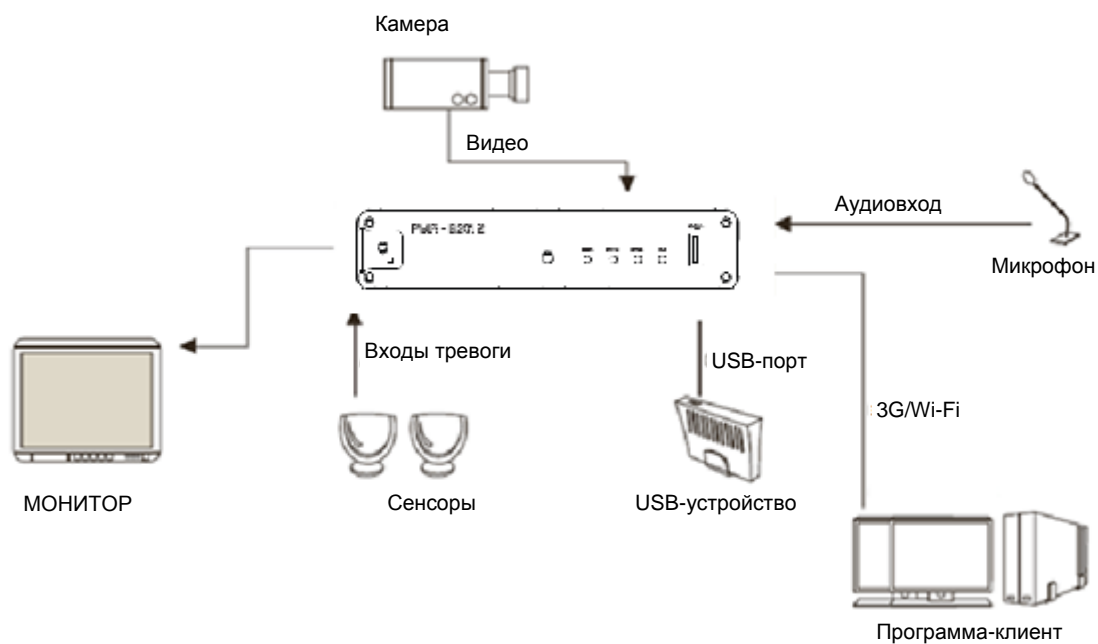 Камера
Видео
Аудиовход
Микрофон
Входы тревоги
USB-порт
3G/Wi-Fi
МОНИТОР
Сенсоры
USB-устройство
Программа-клиент